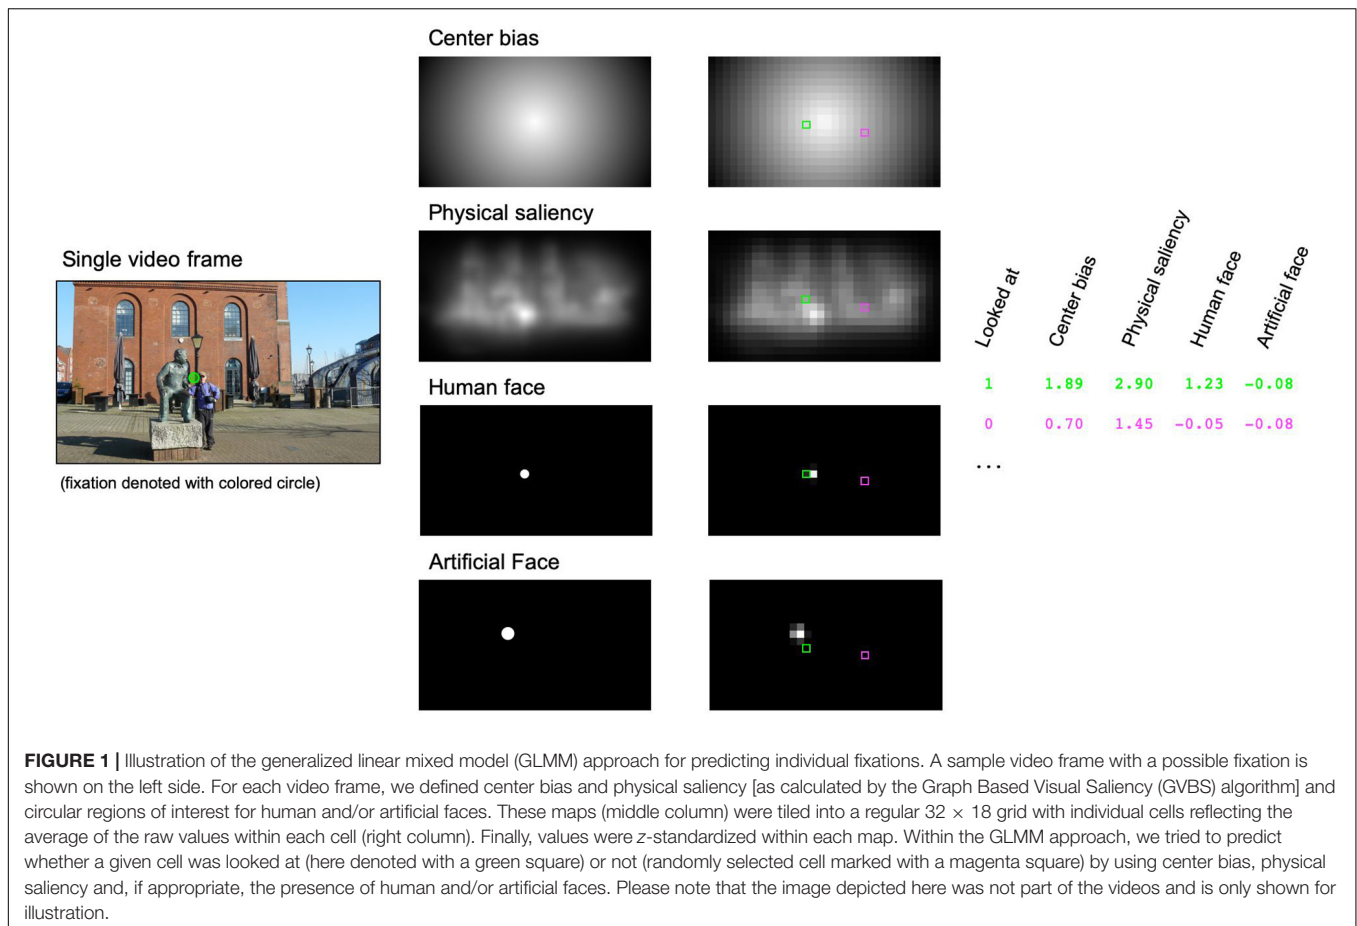 Center bias
Physical saliency
Single video frame
(fixation denoted with colored circle)
Human face
Artificial Face
Looked at
Center bias
Physical saliency
Human face
Artificial face
1 1.89 2.90 1.23 -0.08
0 0.70 1.45 -0.05 -0.08
...
FIGURE 1 | Illustration of the generalized linear mixed model (GLMM) approach for predicting individual fixations. A sample video frame with a possible fixation is
shown on the left side. For each video frame, we defined center bias and physical saliency [as calculated by the Graph Based Visual Saliency (GVBS) algorithm] and
circular regions of interest for human and/or artificial faces. These maps (middle column) were tiled into a regular 32 × 18 grid with individual cells reflecting the
average of the raw values within each cell (right column). Finally, values were z-standardized within each map. Within the GLMM approach, we tried to predict
whether a given cell was looked at (here denoted with a green square) or not (randomly selected cell marked with a magenta square) by using center bias, physical
saliency and, if appropriate, the presence of human and/or artificial faces. Please note that the image depicted here was not part of the videos and is only shown for
illustration.